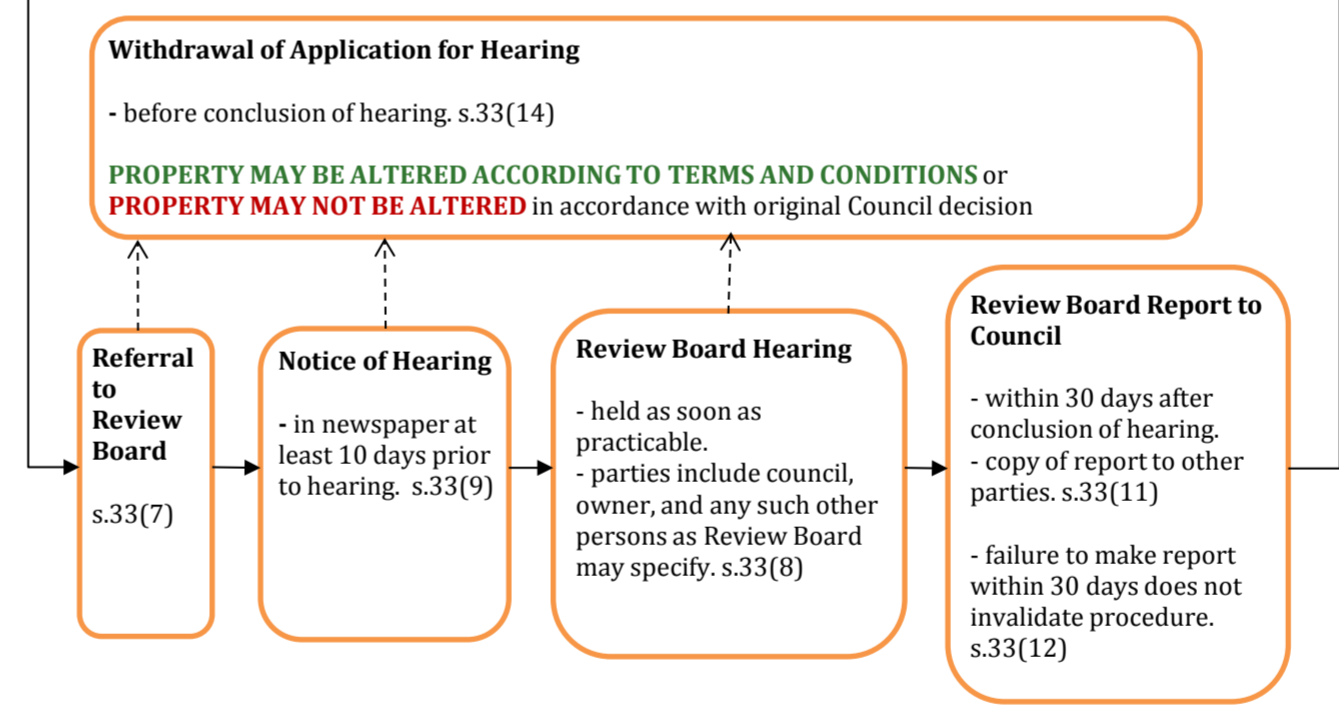 Withdrawal of Application for Hearing
- before conclusion of hearing. s.33(14)
PROPERTY MAY BE ALTERED ACCORDING TO TERMS AND CONDITIONS or
PROPERTY MAY NOT BE ALTERED in accordance with original Council decision
Referral
to
Review
Board
s.33(7)
Notice of Hearing
- in newspaper at
least 10 days prior
to hearing.  s.33(9)
Review Board Hearing
- held as soon as
practicable.
- parties include council,
owner, and any such other
persons as Review Board
may specify. s.33(8)
Review Board Report to
Council
- within 30 days after
conclusion of hearing.
- copy of report to other
parties. s.33(11)
- failure to make report
within 30 days does not
invalidate procedure.
s.33(12)